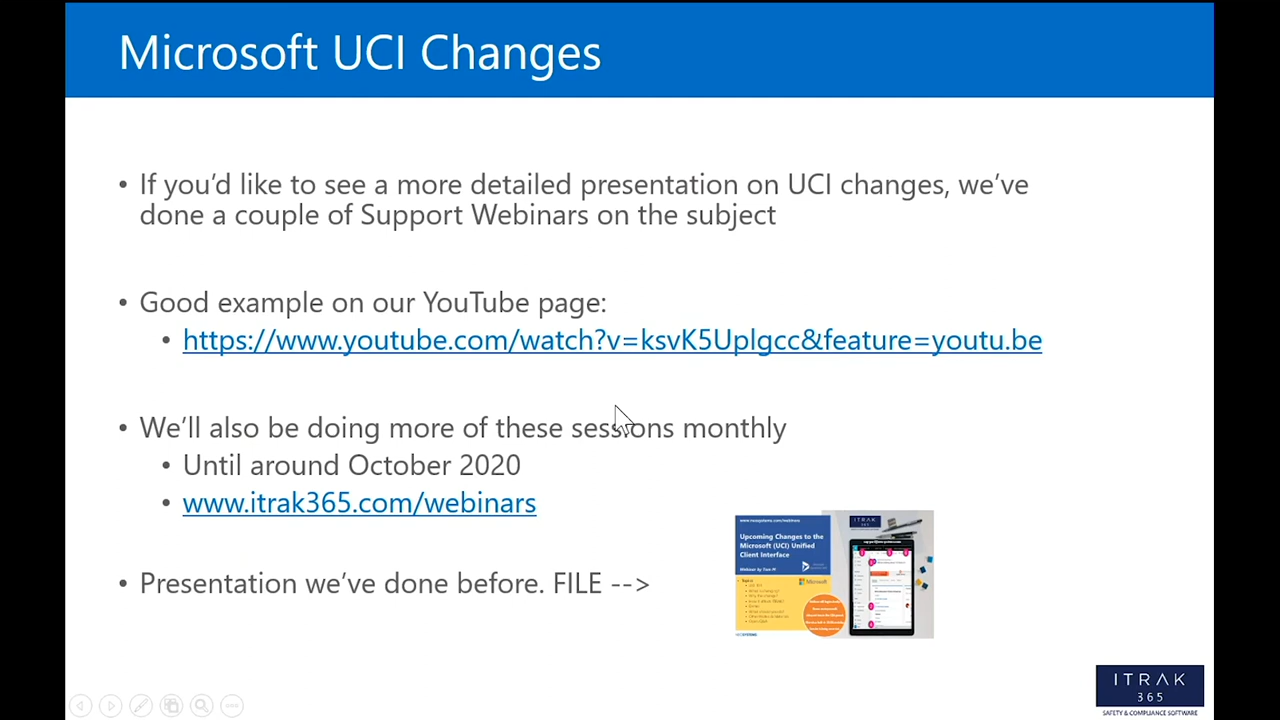 Microsoft UCI Changes
• If you’d like to see a more detailed presentation on UCI changes, we’ve
done a couple of Support Webinars on the subject
• Good example on our YouTube page:
• https://www.youtube.com/watch?v=ksvK5Uplgcc&feature=youtu.be
• We’ll also be doing more of these sessions monthly
• Until around October 2020
• www.itrak365.com/webinars
• Presentation we’ve done before. FILE -->
Upcoming Changes to the
Microsoft (UCI) Unified
Client Interface
Microsoft
ITRAK
365
ITRAK
365
SAFETY & COMPLIANCE SOFTWARE